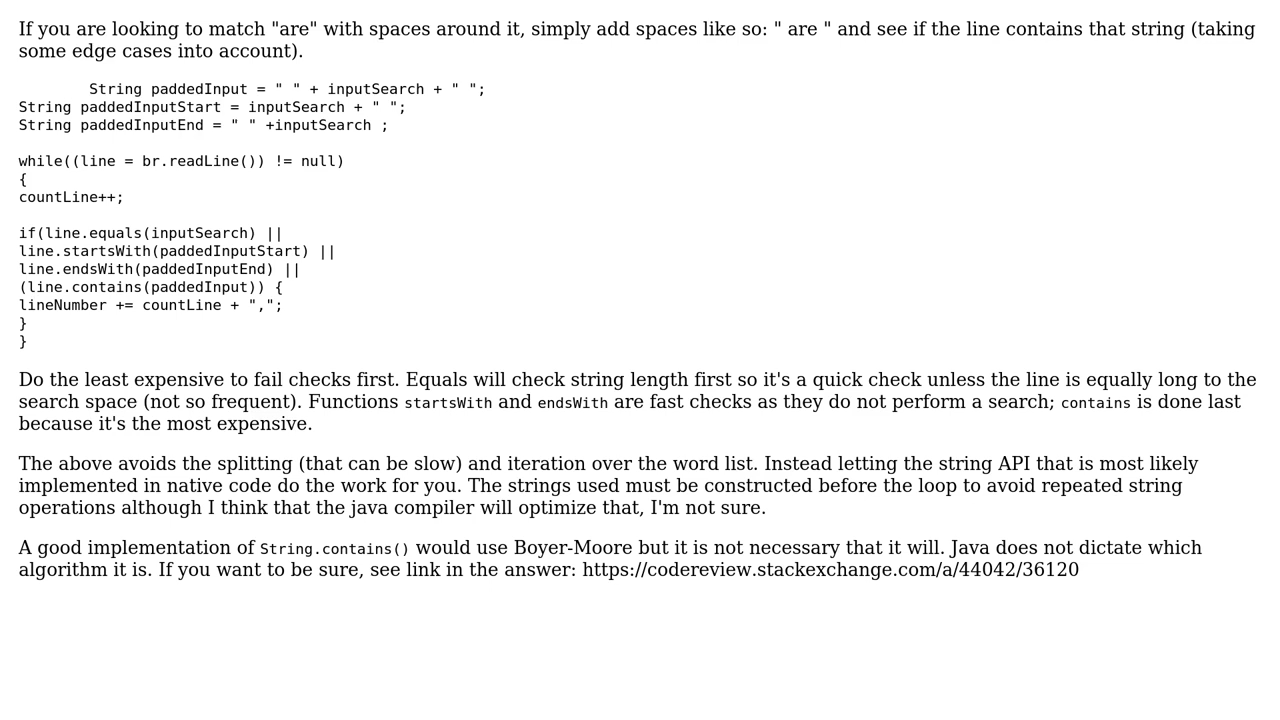 If you are looking to match "are" with spaces around it, simply add spaces like so: " are " and see if the line contains that string (taking
some edge cases into account).
        String paddedInput = " " + inputSearch + " ";
String paddedInputStart = inputSearch + " ";
String paddedInputEnd = " " +inputSearch ;
while((line = br.readLine()) != null)
{
countLine++;
if(line.equals(inputSearch) ||
line.startsWith(paddedInputStart) ||
line.endsWith(paddedInputEnd) ||
(line.contains(paddedInput)) {
lineNumber += countLine + ",";
}
}
Do the least expensive to fail checks first. Equals will check string length first so it's a quick check unless the line is equally long to the
search space (not so frequent). Functions startsWith and endsWith are fast checks as they do not perform a search; contains is done last
because it's the most expensive.
The above avoids the splitting (that can be slow) and iteration over the word list. Instead letting the string API that is most likely
implemented in native code do the work for you. The strings used must be constructed before the loop to avoid repeated string
operations although I think that the java compiler will optimize that, I'm not sure.
A good implementation of String.contains() would use Boyer-Moore but it is not necessary that it will. Java does not dictate which
algorithm it is. If you want to be sure, see link in the answer: https://codereview.stackexchange.com/a/44042/36120